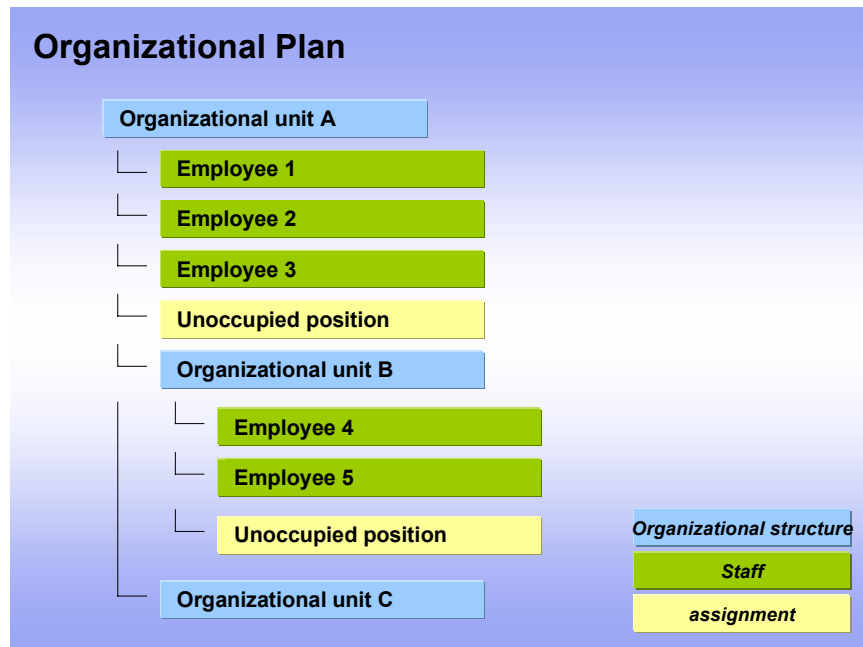 Organizational Plan
Organizational unit A
Employee 1
Employee 2
Employee 3
Unoccupied position
Organizational unit B
Employee 4
Employee 5
Unoccupied position
Organizational unit C
Organizational structure
Staff
assignment